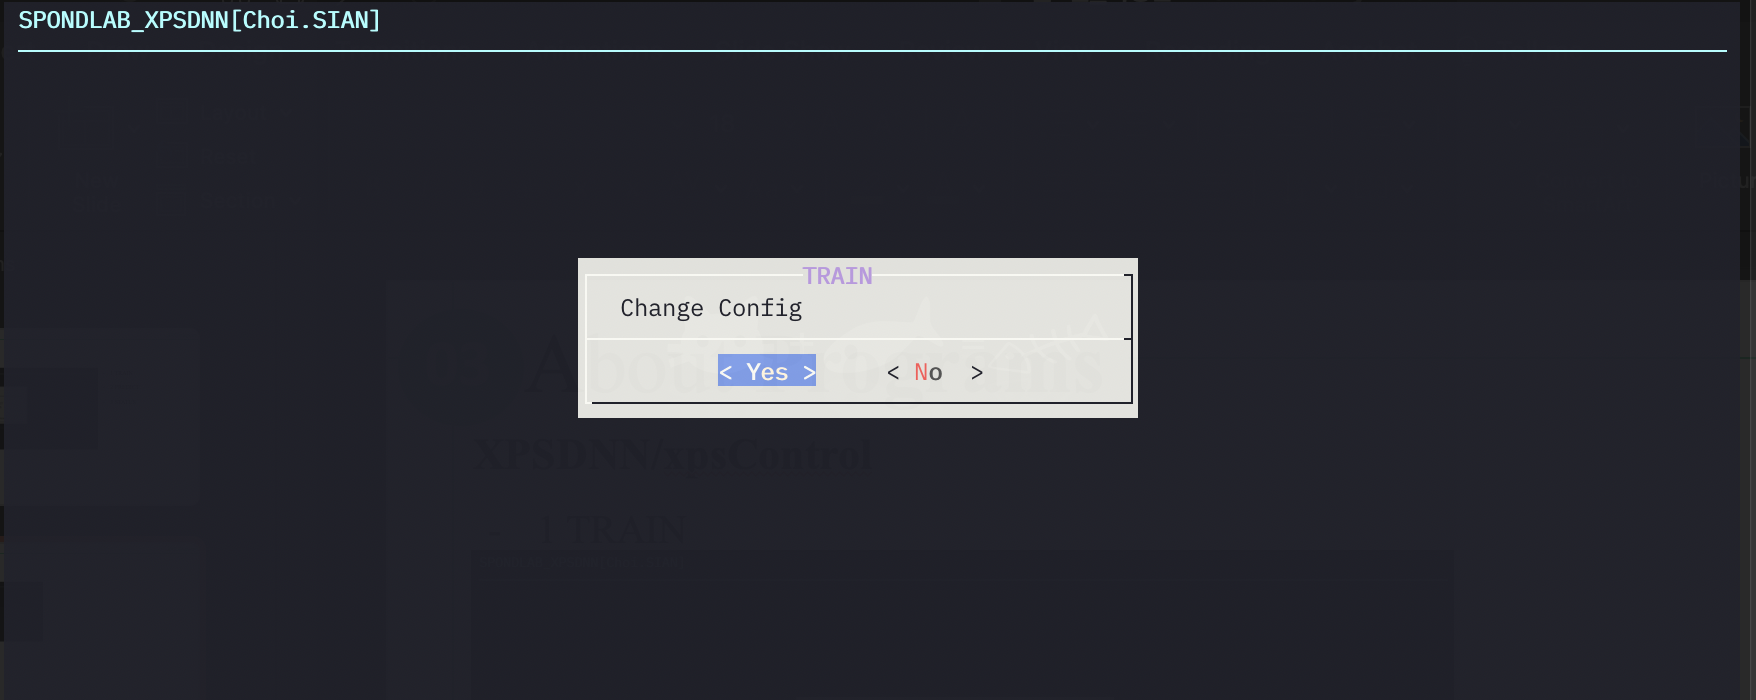 SPONDLAB_XPSDNN[Choi.SIAN]
TRAIN
Change Config
< Yes > < No >
XPSDNN/xpsControl
1 TRAIN